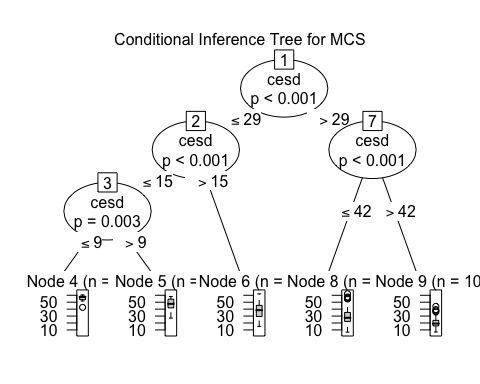 Conditional Inference Tree for MCS
1
cesd
p < 0.001
≤ 29 > 29
2
cesd
p < 0.001
7
cesd
p < 0.001
≤ 15 > 15
3
cesd
p = 0.003
≤ 42 > 42
≤ 9 > 9
Node 4 (n = Node 5 (n = Node 6 (n = Node 8 (n = Node 9 (n = 10
50 50 50 50 50
30 30 30 30 30
10 10 10 10 10